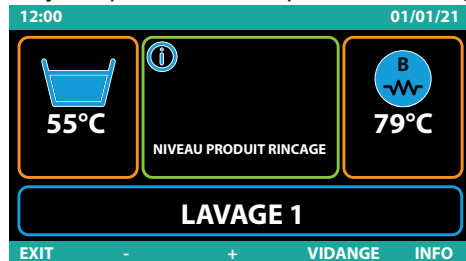 12:00 01/01/21
B
55°C
79°C
NIVEAU PRODUIT RINCAGE
LAVAGE 1
EXIT - + VIDANGE INFO